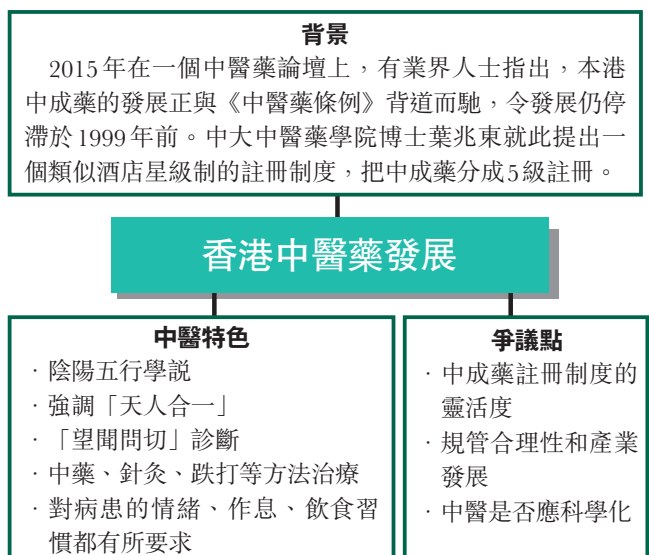 背景
2015年在一個中醫藥論壇上，有業界人士指出，本港
中成藥的發展正與《中醫藥條例》背道而馳，令發展仍停
滯於1999年前。中大中醫藥學院博士葉兆東就此提出一
個類似酒店星級制的註冊制度，把中成藥分成5級註冊。
香港中醫藥發展
中醫特色
·陰陽五行學說
·強調「天人合一」
·「望聞問切」診斷
·中藥、針灸、跌打等方法治療
·對病患的情緒、作息、飲食習
慣都有所要求
爭議點
·中成藥註冊制度的
靈活度
·規管合理性和產業
發展
·中醫是否應科學化